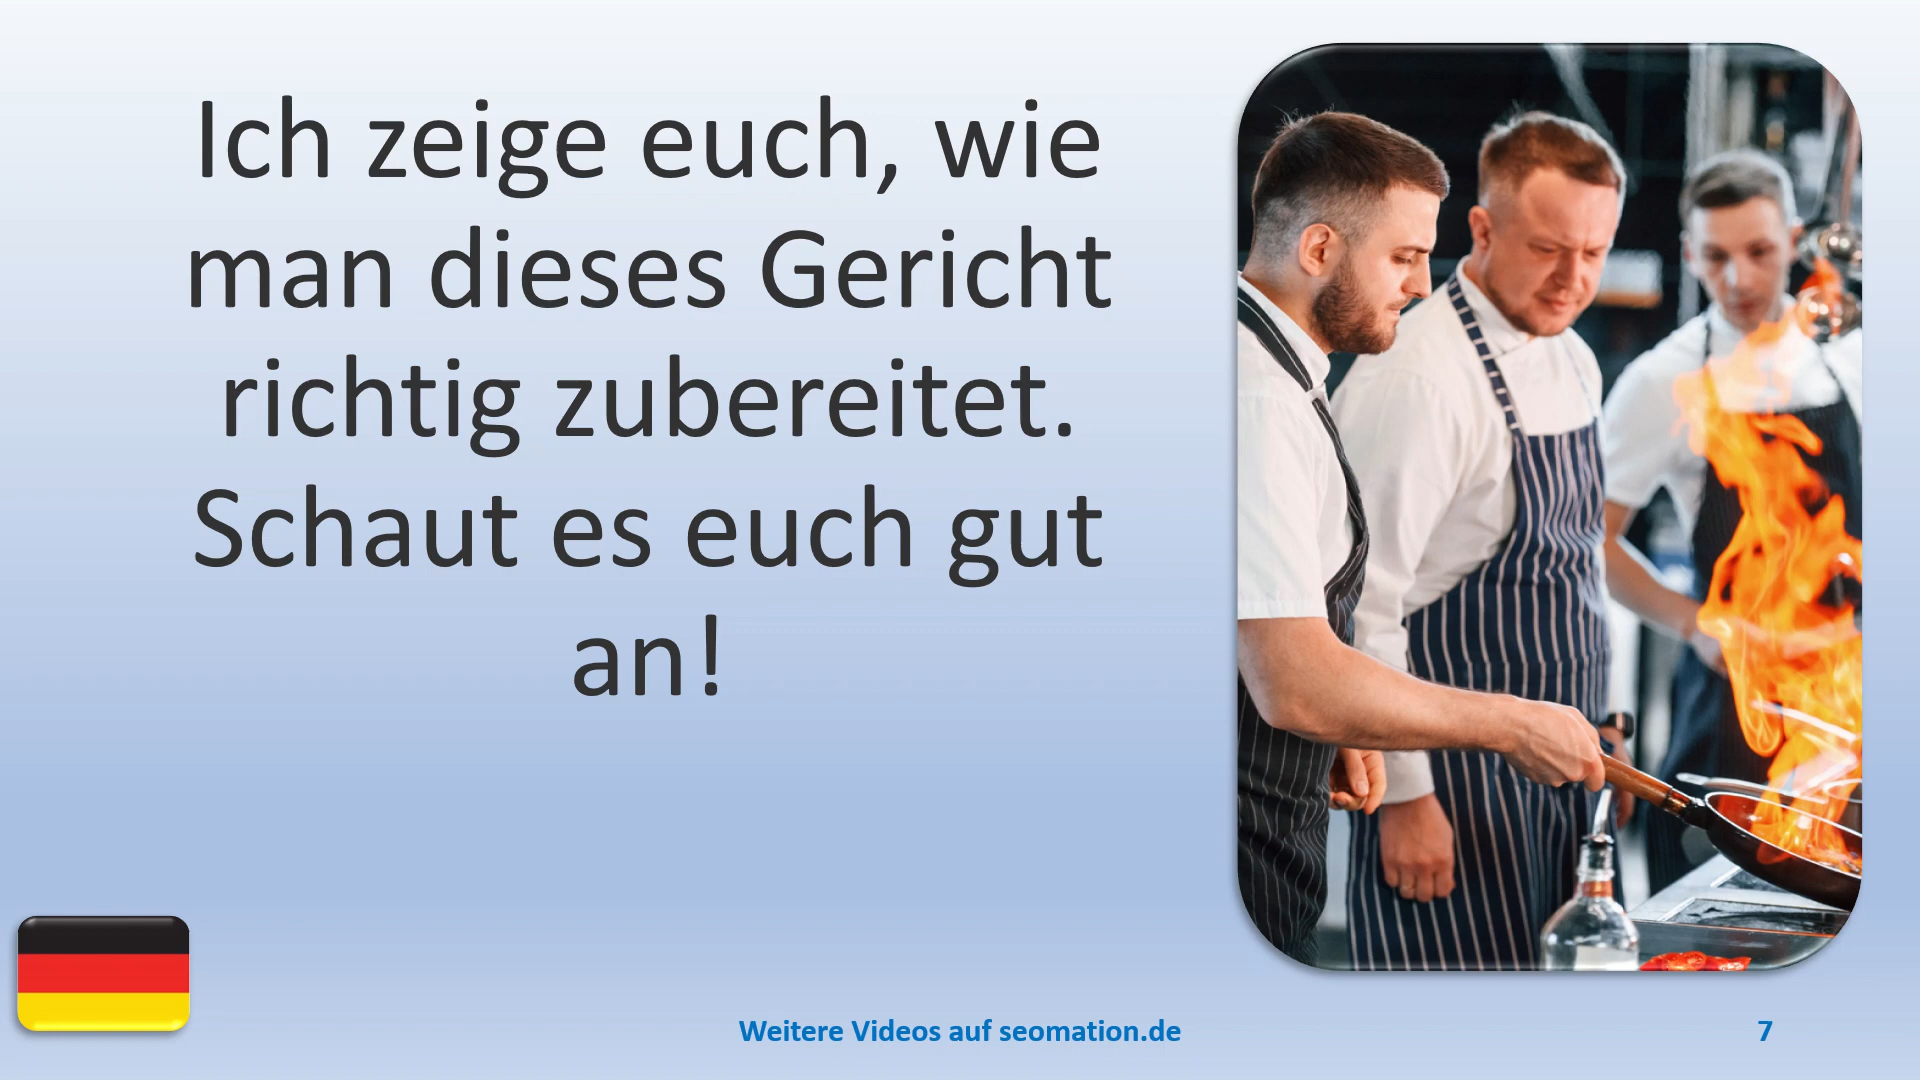 Ich zeige euch, wie
man dieses Gericht
richtig zubereitet.
Schaut es euch gut
an!
Weitere Videos auf seomation.de
7